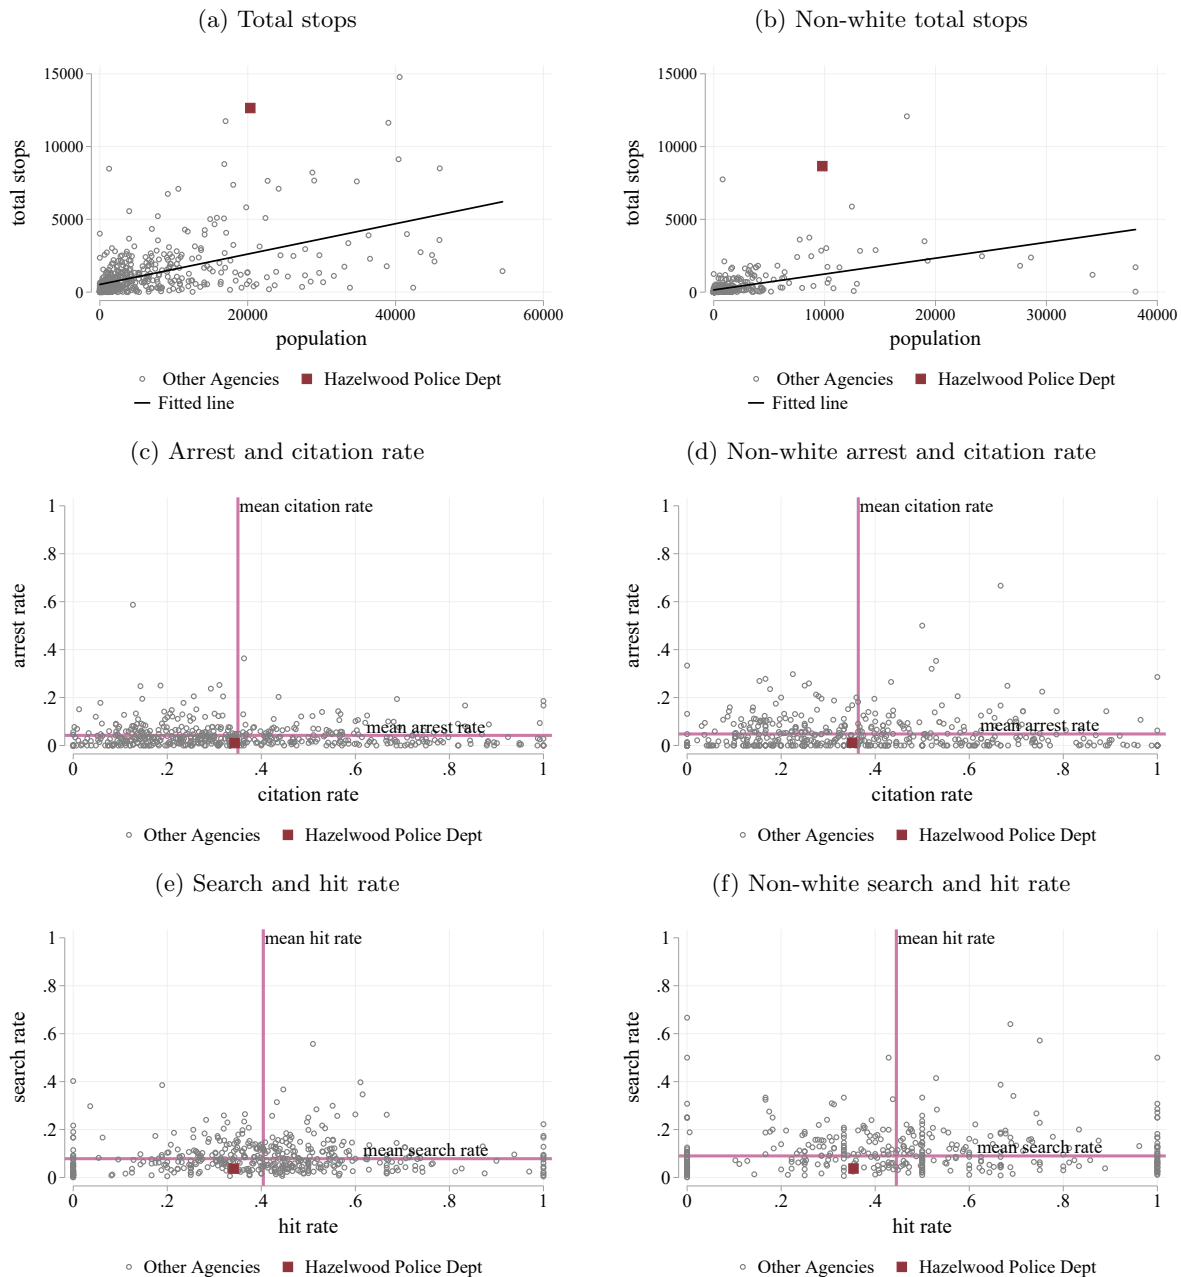 (a) Total stops
(b) Non-white total stops
total stops
15000
10000
5000
0
0 20000 40000 60000
population
Other Agencies Hazelwood Police Dept
Fitted line
total stops
15000
10000
5000
0
0 10000 20000 30000 40000
population
Other Agencies Hazelwood Police Dept
Fitted line
(c) Arrest and citation rate
(d) Non-white arrest and citation rate
arrest rate
1
.8
.6
.4
.2
0
mean citation rate
mean arrest rate
0 .2 .4 .6 .8 1
citation rate
Other Agencies Hazelwood Police Dept
arrest rate
1
.8
.6
.4
.2
0
mean citation rate
mean arrest rate
0 .2 .4 .6 .8 1
citation rate
Other Agencies Hazelwood Police Dept
(e) Search and hit rate
(f) Non-white search and hit rate
search rate
1
.8
.6
.4
.2
0
mean hit rate
mean search rate
0 .2 .4 .6 .8 1
hit rate
Other Agencies Hazelwood Police Dept
search rate
1
.8
.6
.4
.2
0
mean hit rate
mean search rate
0 .2 .4 .6 .8 1
hit rate
Other Agencies Hazelwood Police Dept